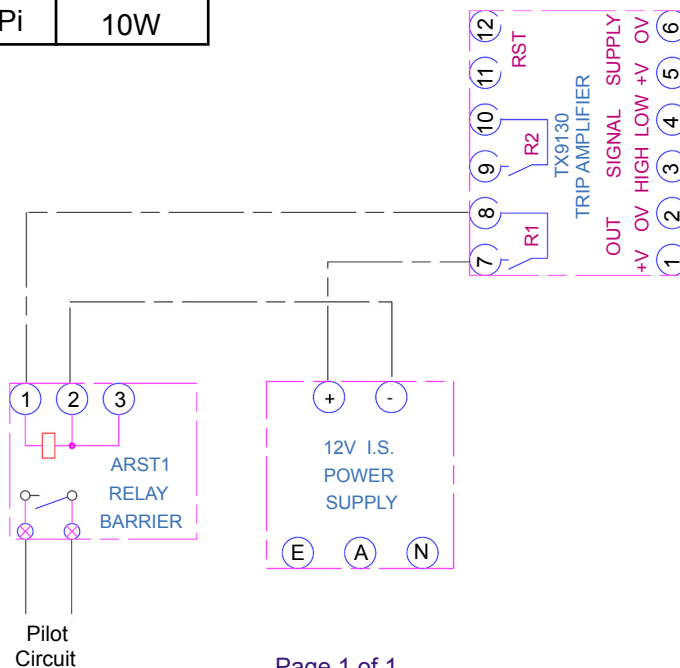 Pi 10W
12 RST SUPPLY OV 6
11 +V 5
10 R2 TX9130 TRIP AMPLIFIER SIGNAL LOW 4
9 HIGH 3
8 R1 OUT OV 2
7 +V 1
1 2 3
ARST1
RELAY
BARRIER
+ -
12V I.S.
POWER
SUPPLY
E A N
Pilot
Circuit
Page 1 of 1